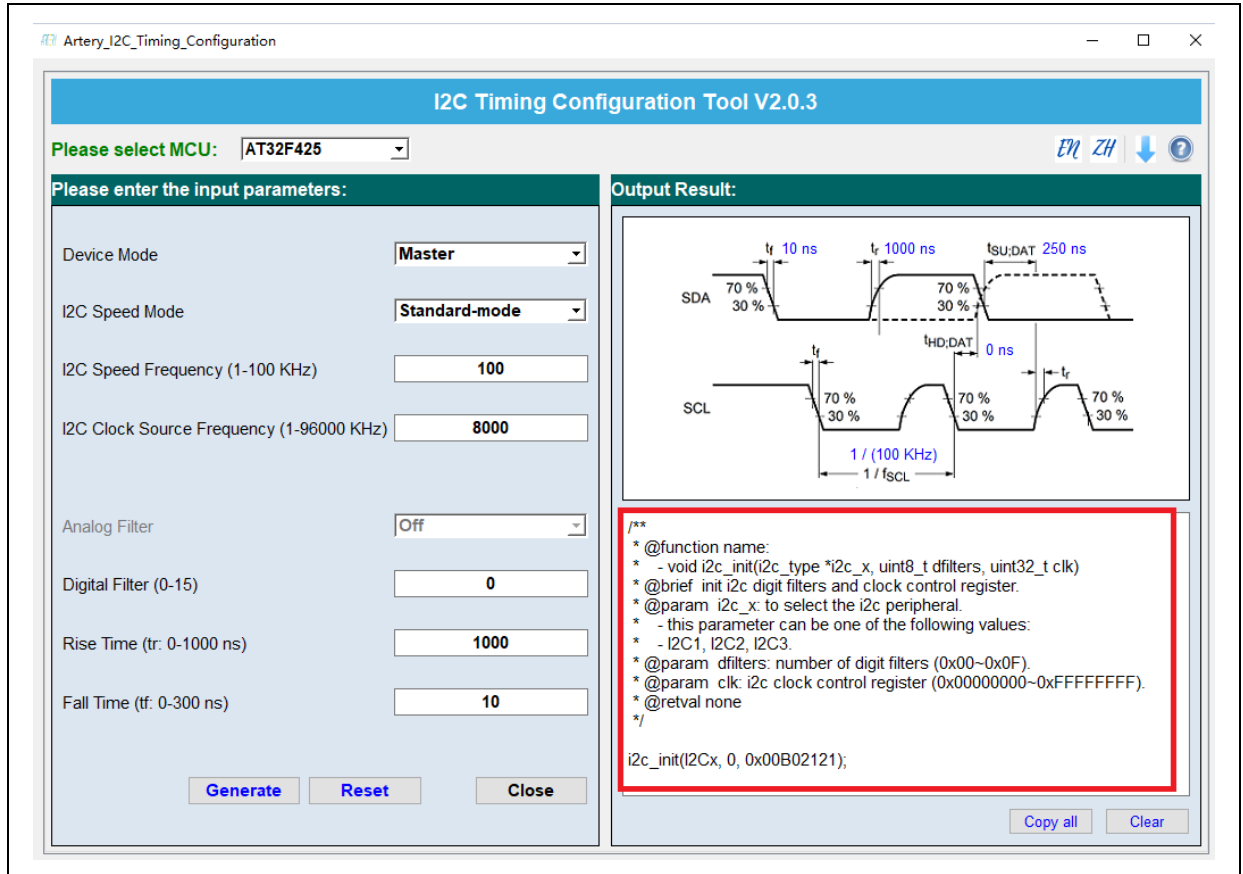 Artery_I2C_Timing_Configuration
I2C Timing Configuration Tool V2.0.3
Please select MCU: AT32F425
EN ZH
Please enter the input parameters:
Device Mode Master
I2C Speed Mode Standard-mode
I2C Speed Frequency (1-100 KHz) 100
I2C Clock Source Frequency (1-96000 KHz) 8000
Analog Filter Off
Digital Filter (0-15) 0
Rise Time (tr: 0-1000 ns) 1000
Fall Time (tf: 0-300 ns) 10
Generate Reset Close
Output Result:
tf 10 ns tr 1000 ns tSU;DAT 250 ns
SDA 70 % 70 %
30 % 30 %
tHD;DAT 0 ns
tf tr
SCL 70 % 70 % 70 %
30 % 30 % 30 %
1 / (100 KHz)
1 / fSCL
/**
* @function name:
* - void i2c_init(i2c_type *i2c_x, uint8_t dfilters, uint32_t clk)
* @brief init i2c digit filters and clock control register.
* @param i2c_x: to select the i2c peripheral.
* - this parameter can be one of the following values:
* - I2C1, I2C2, I2C3.
* @param dfilters: number of digit filters (0x00~0x0F).
* @param clk: i2c clock control register (0x00000000~0xFFFFFFFF).
* @retval none
*/
i2c_init(I2Cx, 0, 0x00B02121);
Copy all Clear